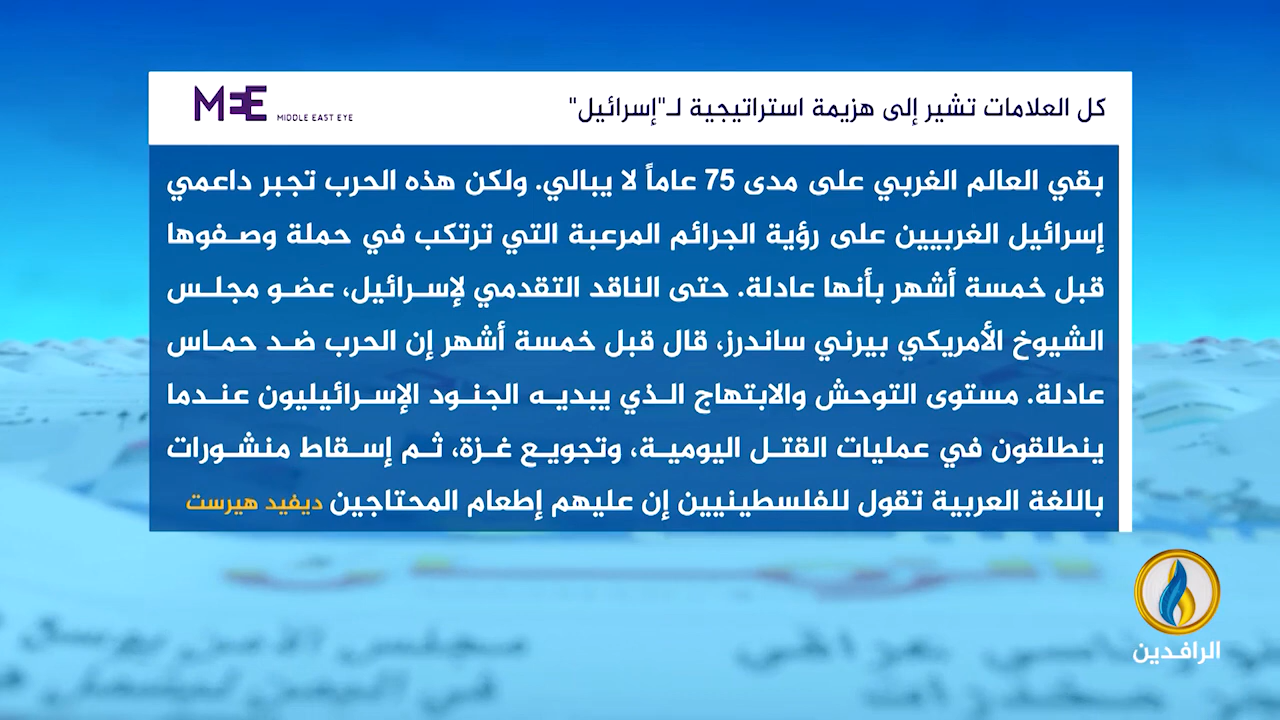 كل العلامات تشير إلى هزيمة استراتيجية لـ"إسرائيل"
MEE MIDDLE EAST EYE
بقي العالم الغربي على مدى 75 عاماً لا يبالي. ولكن هذه الحرب تجبر داعمي
إسرائيل الغربيين على رؤية الجرائم المرعبة التي ترتكب في حملة وصفوها
قبل خمسة أشهر بأنها عادلة. حتى الناقد التقدمي لإسرائيل، عضو مجلس
الشيوخ الأمريكي بيرني ساندرز، قال قبل خمسة أشهر إن الحرب ضد حماس
عادلة. مستوى التوحش والابتهاج الذي يبديه الجنود الإسرائيليون عندما
ينطلقون في عمليات القتل اليومية، وتجويع غزة، ثم إسقاط منشورات
باللغة العربية تقول للفلسطينيين إن عليهم إطعام المحتاجين ديفيد هيرست
الرافدين
مجلس الأمن يوسع